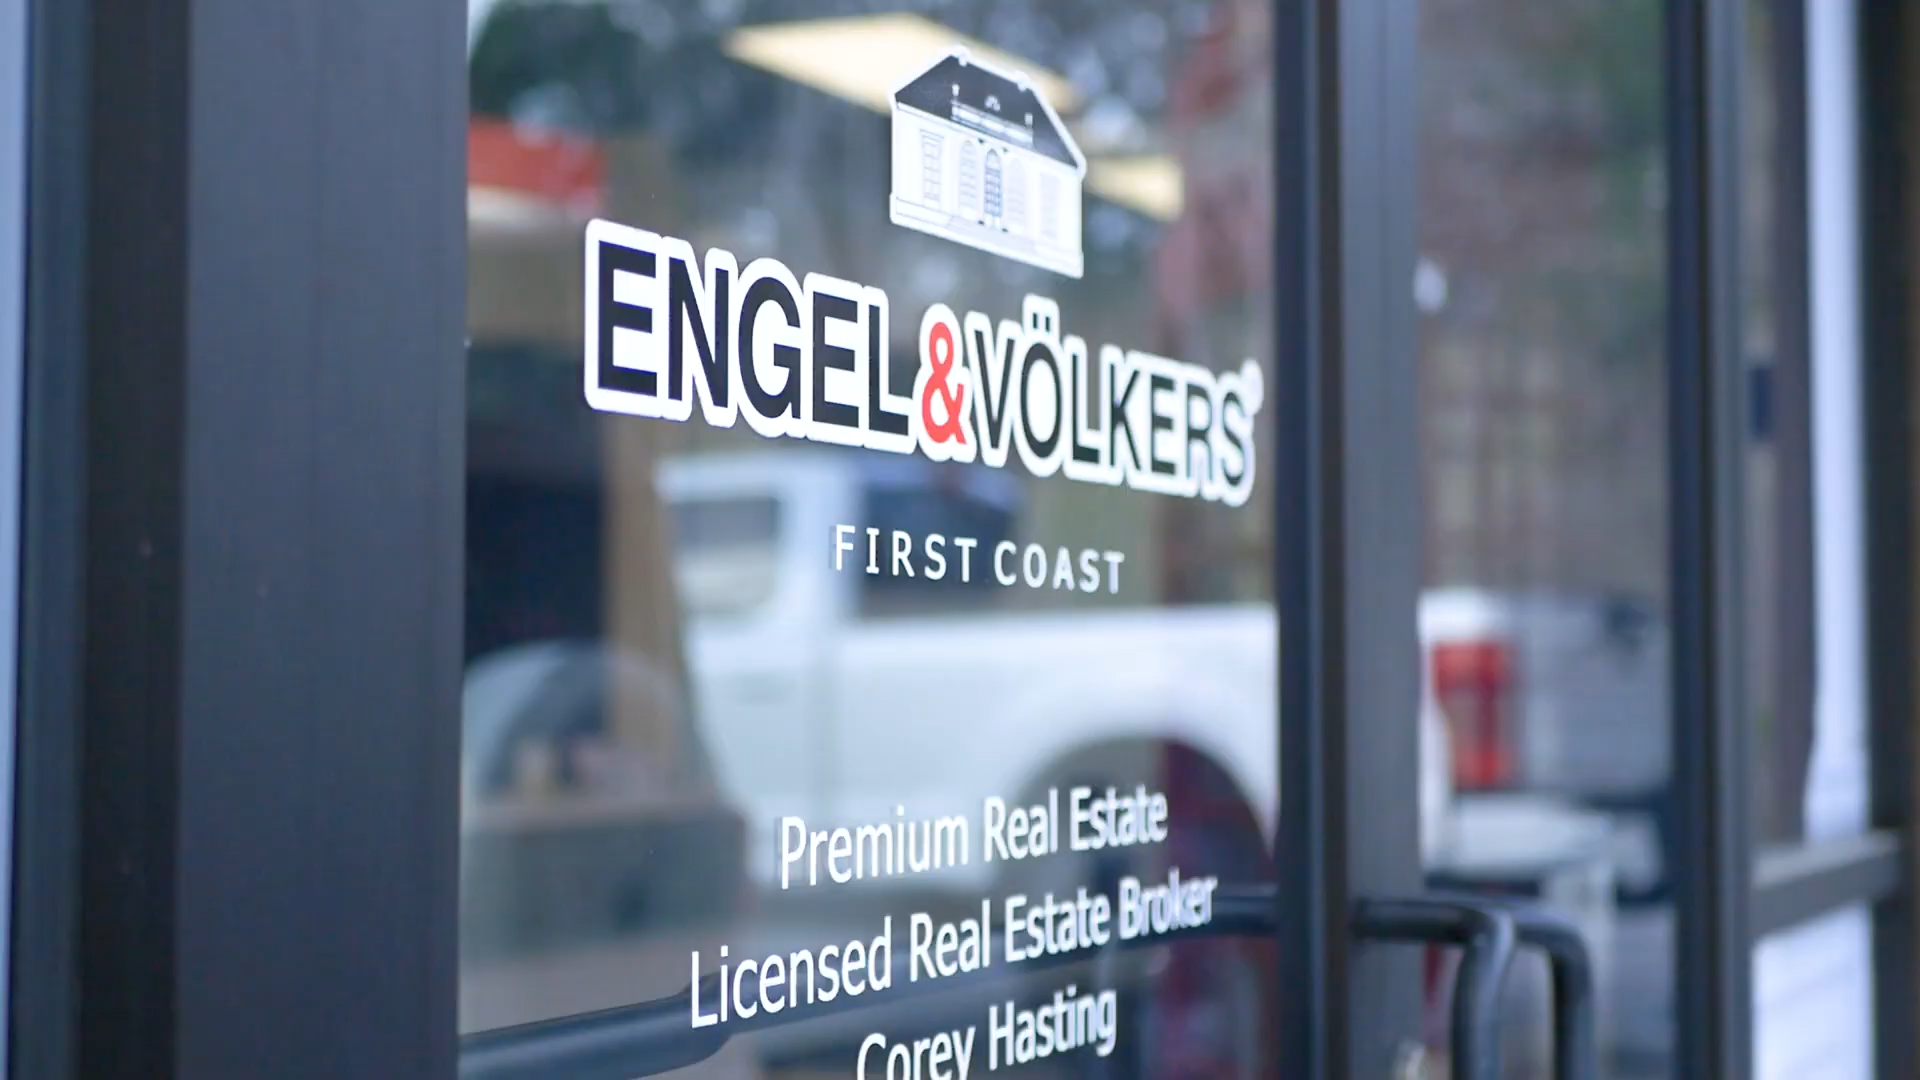 ENGEL&VÖLKERS®
FIRST COAST
Premium Real Estate
Licensed Real Estate Broker
Corey Hasting